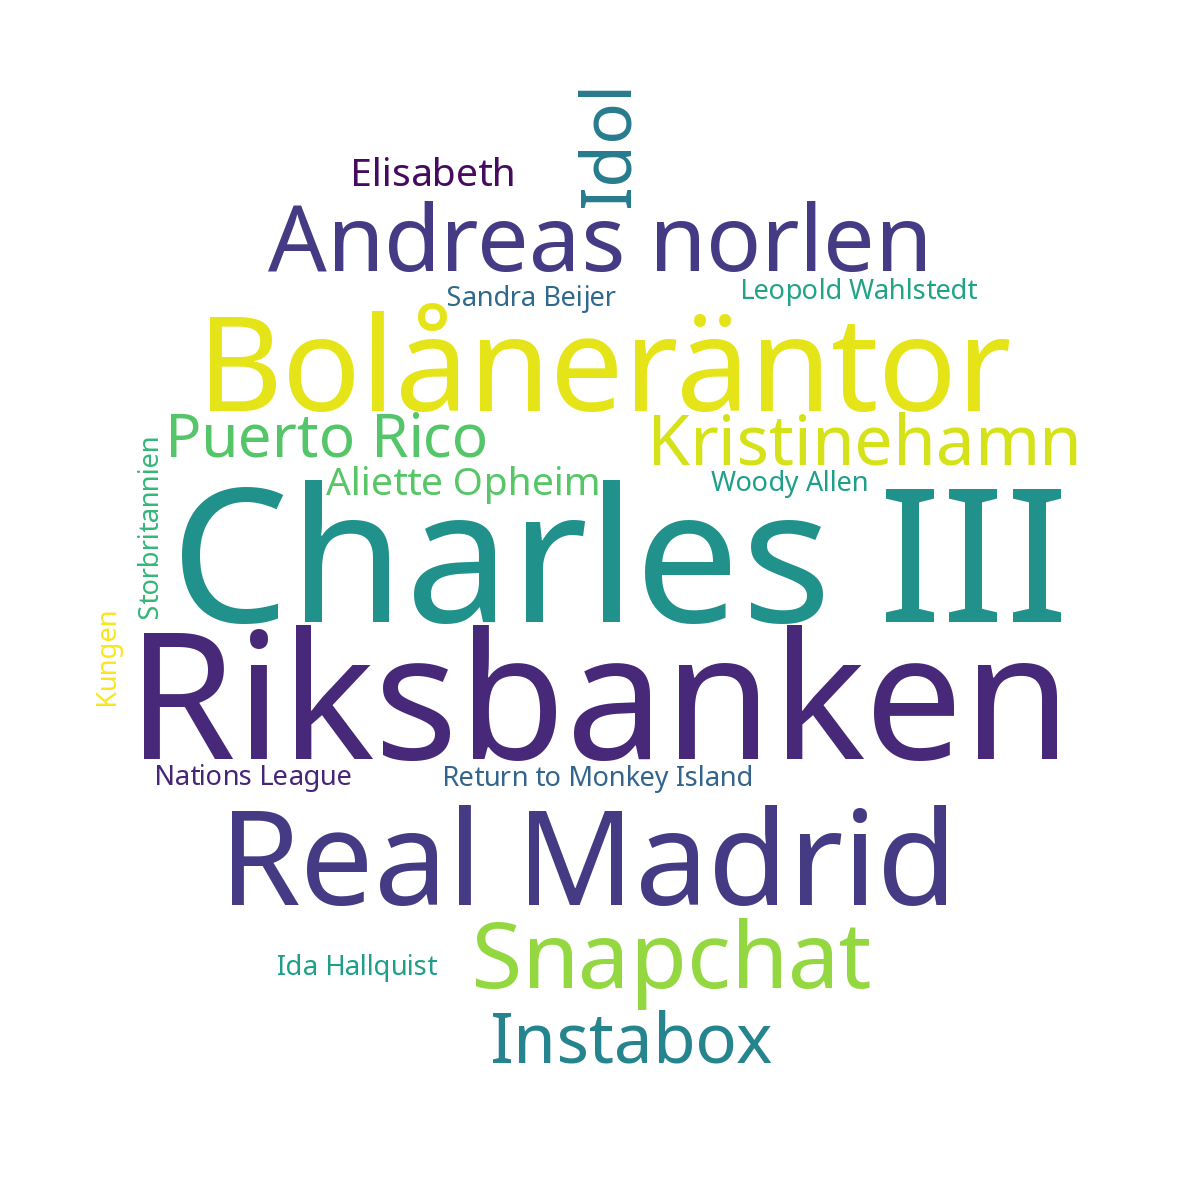 Idol
Elisabeth
Andreas norlen
Sandra Beijer
Leopold Wahlstedt
Bolåneräntor
Puerto Rico
Kristinehamn
Aliette Opheim
Woody Allen
Storbritannien
Charles III
Kungen
Riksbanken
Nations League
Return to Monkey Island
Real Madrid
Snapchat
Ida Hallquist
Instabox